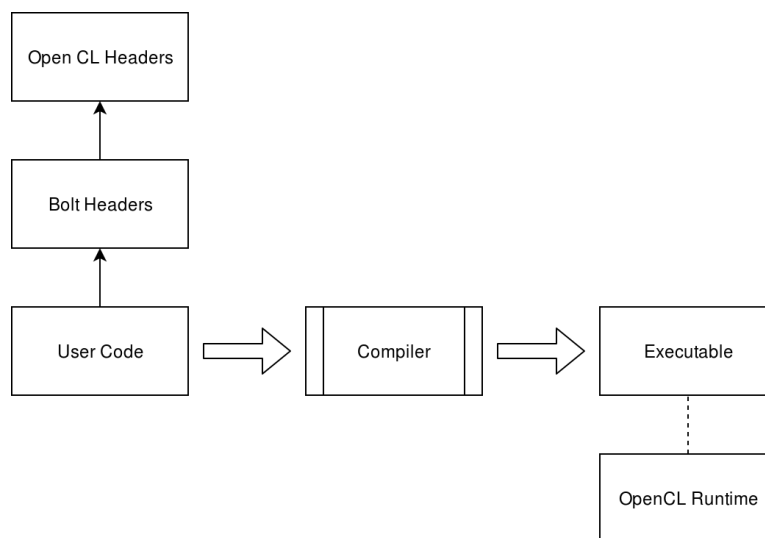 Open CL Headers
Bolt Headers
User Code
Compiler
Executable
OpenCL Runtime